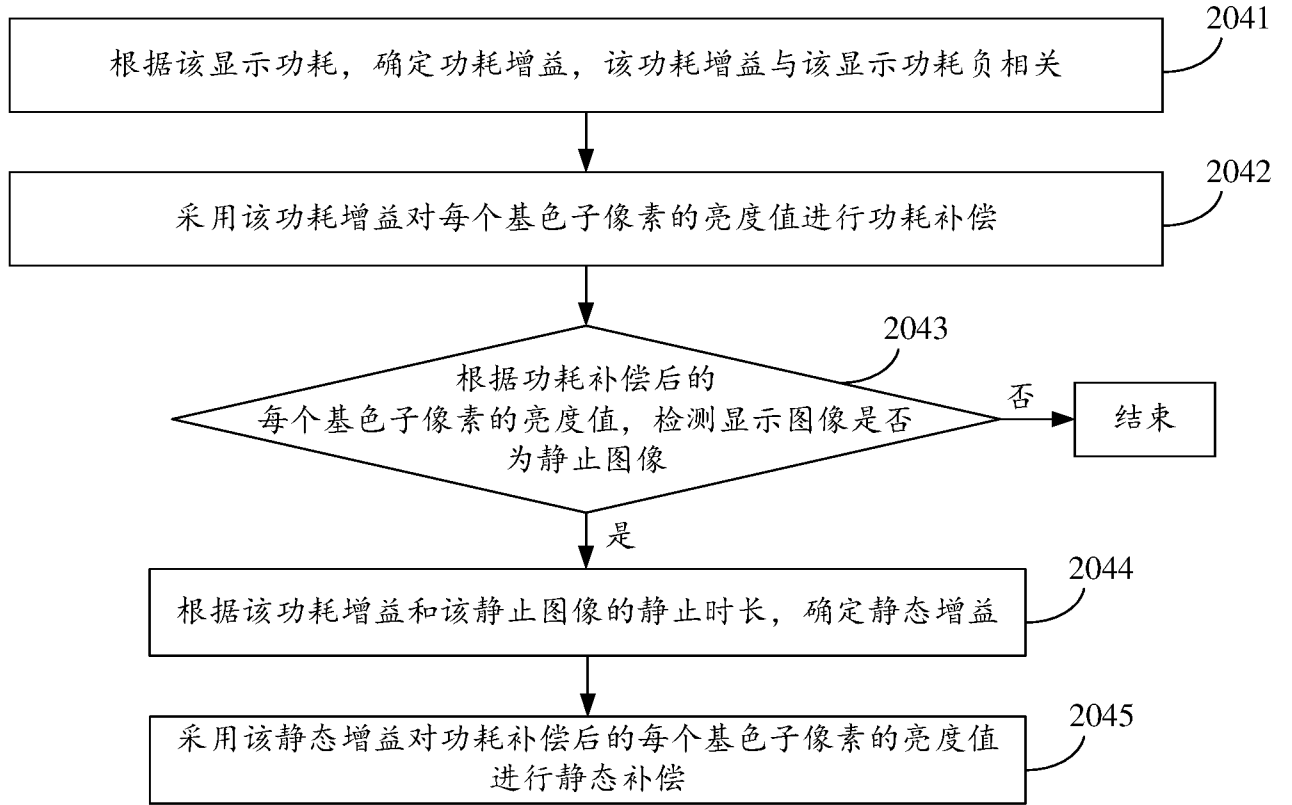 2041
根据该显示功耗，确定功耗增益，该功耗增益与该显示功耗负相关
2042
采用该功耗增益对每个基色子像素的亮度值进行功耗补偿
2043
根据功耗补偿后的
每个基色子像素的亮度值，检测显示图像是否
为静止图像
否
结束
是
2044
根据该功耗增益和该静止图像的静止时长，确定静态增益
2045
采用该静态增益对功耗补偿后的每个基色子像素的亮度值
进行静态补偿